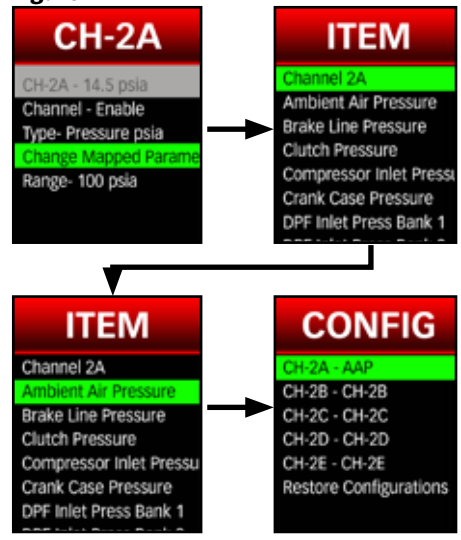 CH-2A
CH-2A - 14.5 psia
Channel - Enable
Type- Pressure psia
Change Mapped Parame
Range- 100 psia
ITEM
Channel 2A
Ambient Air Pressure
Brake Line Pressure
Clutch Pressure
Compressor Inlet Pressu
Crank Case Pressure
DPF Inlet Press Bank 1
ITEM
Channel 2A
Ambient Air Pressure
Brake Line Pressure
Clutch Pressure
Compressor Inlet Pressu
Crank Case Pressure
DPF Inlet Press Bank 1
CONFIG
CH-2A - AAP
CH-2B - CH-2B
CH-2C - CH-2C
CH-2D - CH-2D
CH-2E - CH-2E
Restore Configurations